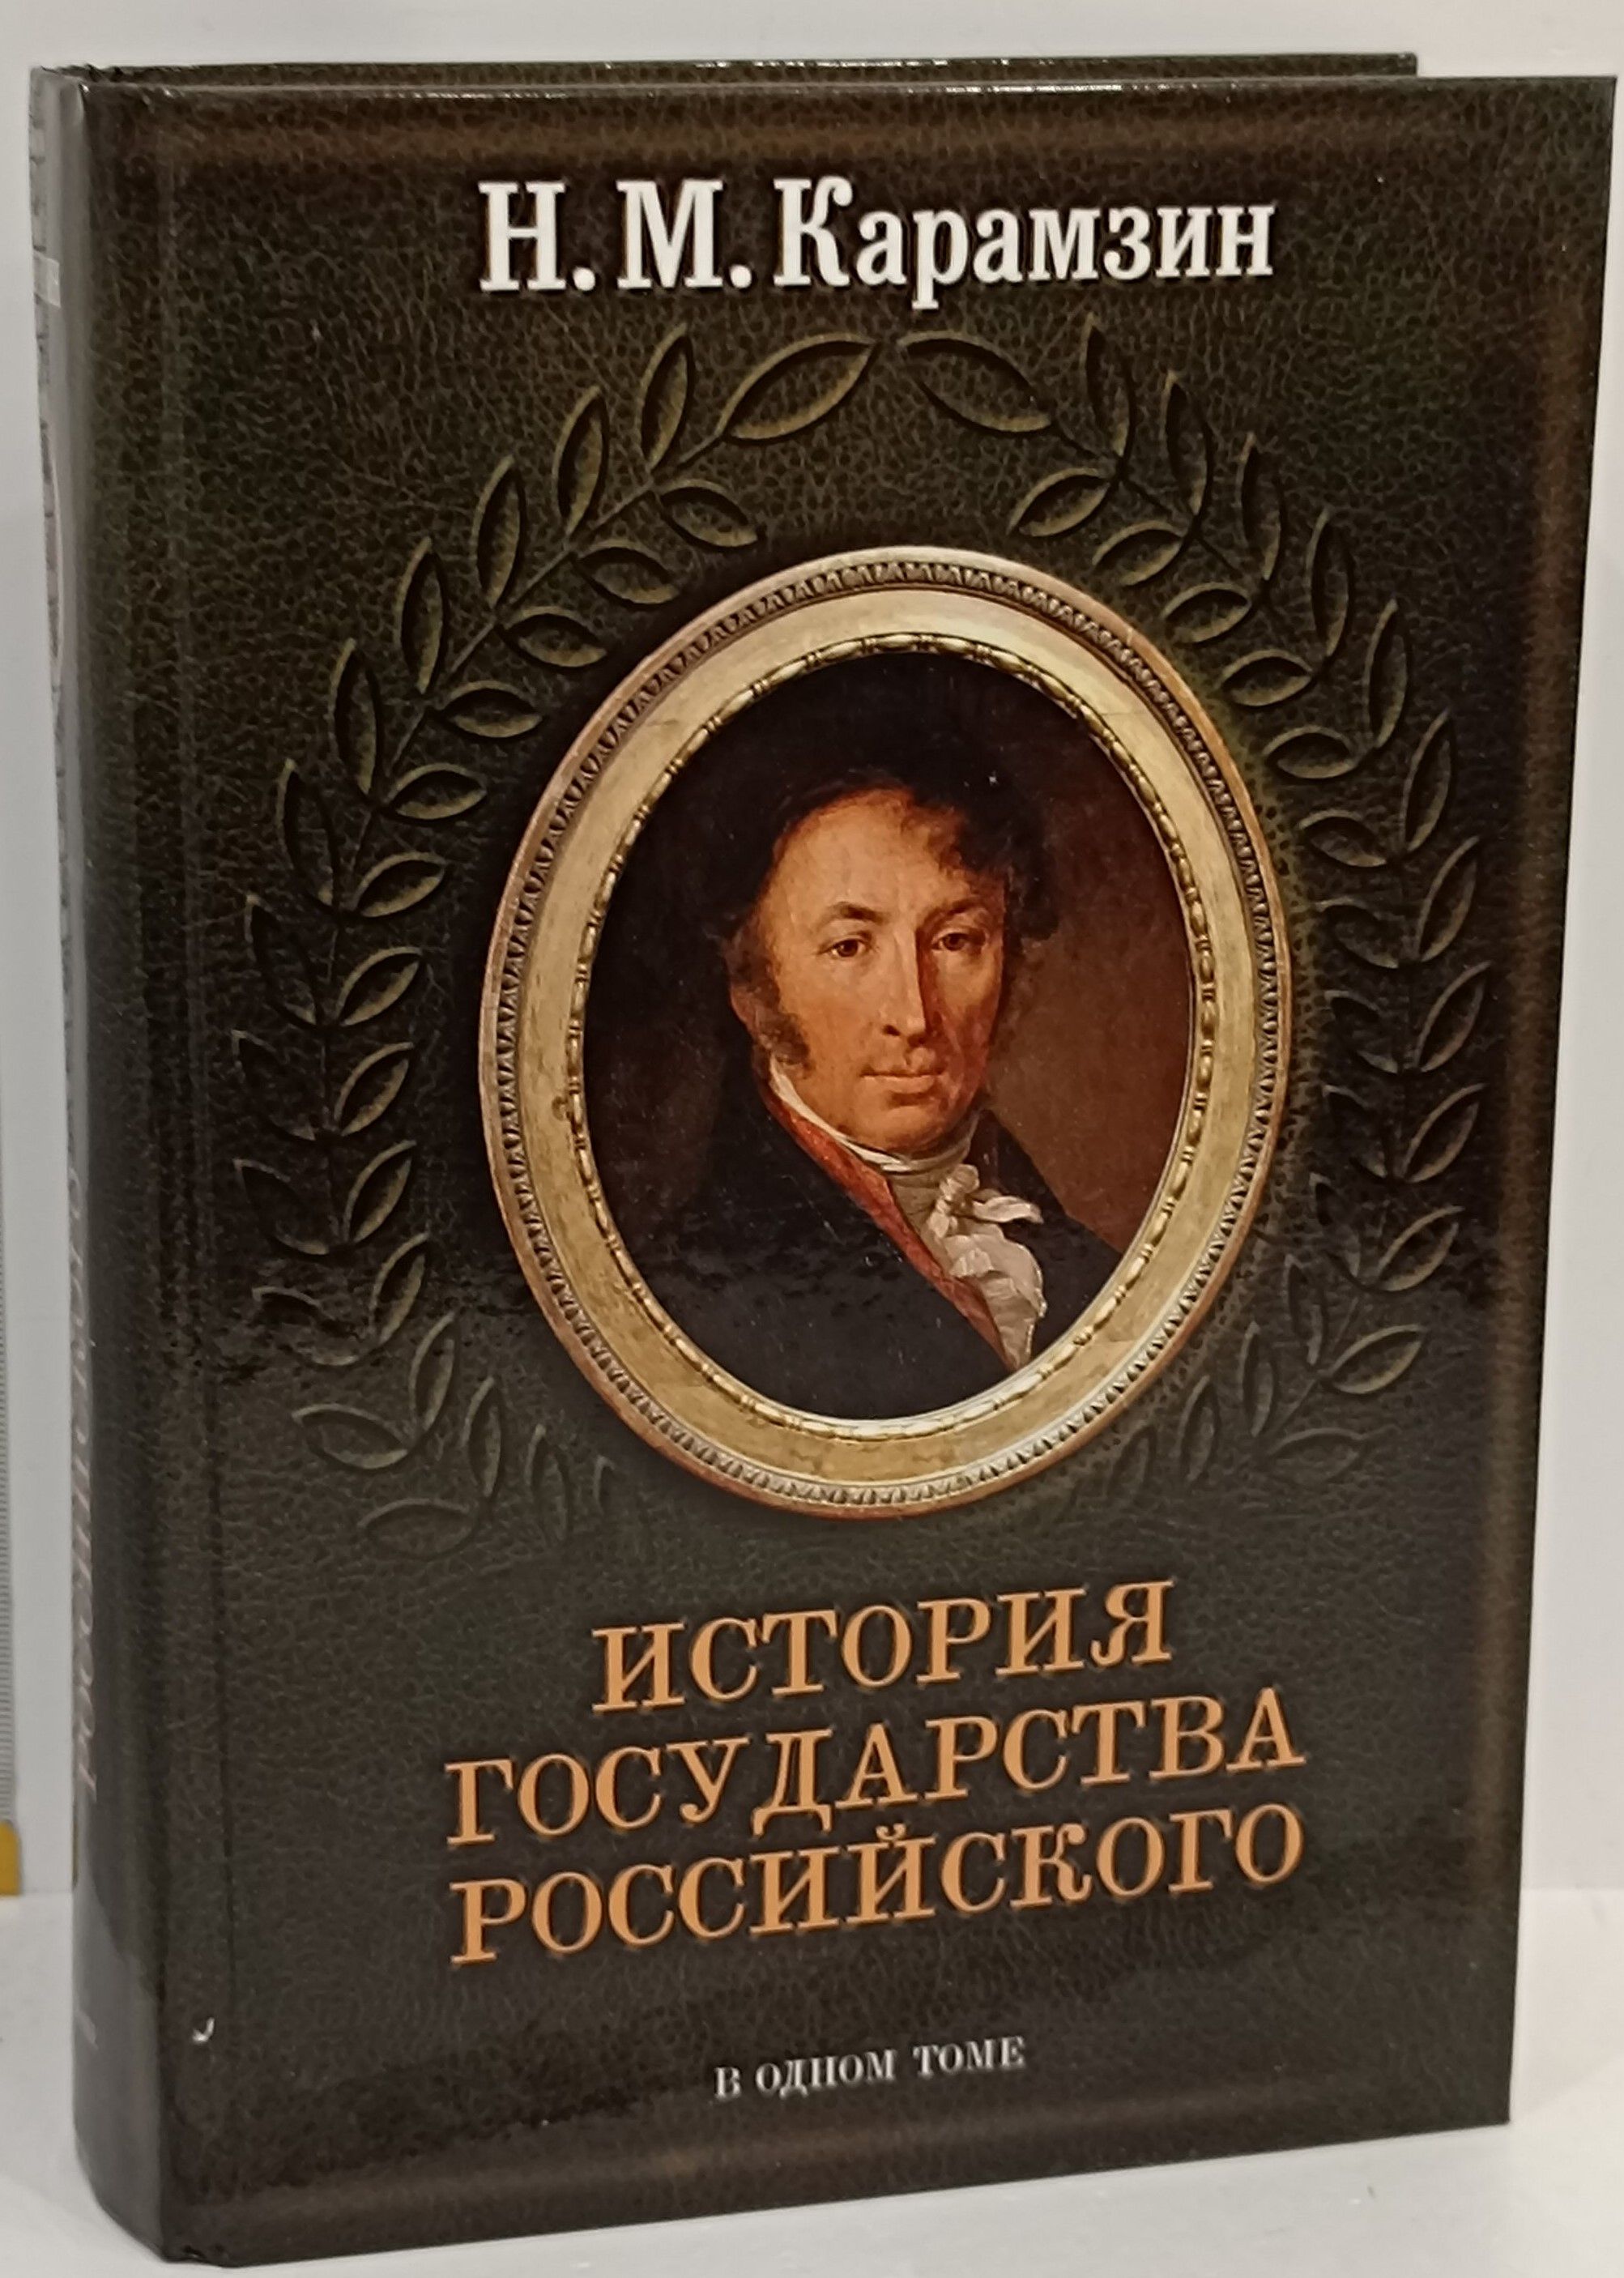 Н. М. Карамзин
ИСТОРИЯ
ГОСУДАРСТВА
РОССИЙСКОГО
В ОДНОМ ТОМЕ